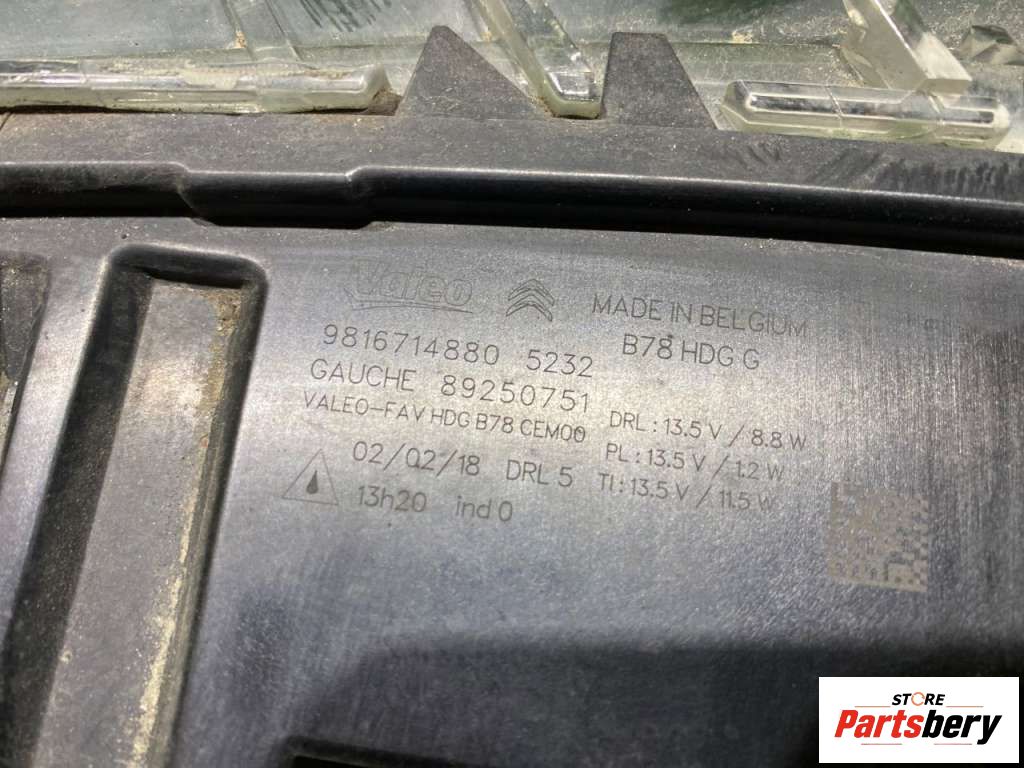 Valeo MADE IN BELGIUM
9816714880 5232 B78 HDG G
GAUCHE 89250751 DRL : 13.5 V / 8.8 W
VALEO-FAV HDG B78 CEM00 PL : 13.5 V / 1.2 W
02/02/18 DRL 5 TI : 13.5 V / 11.5 W
13h20 ind 0
STORE
Partsbery